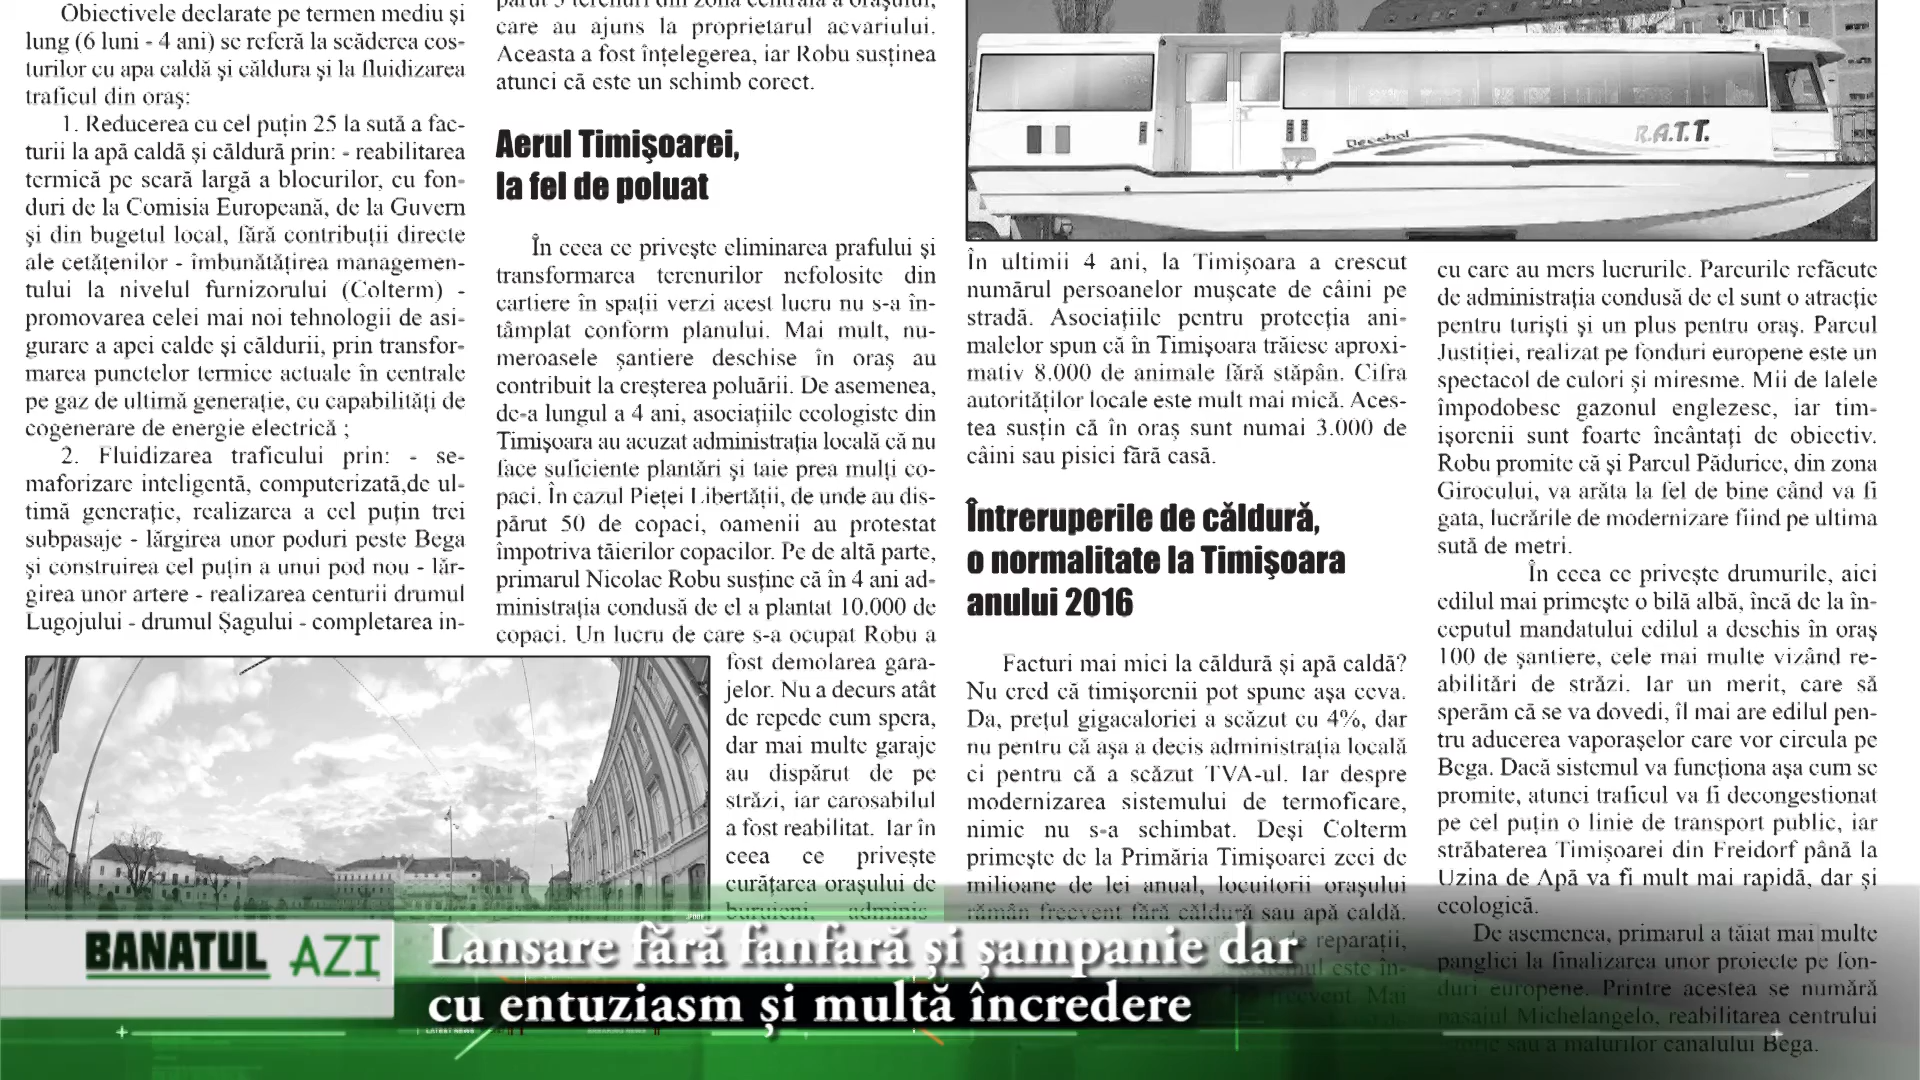 Obiectivele declarate pe termen mediu și
lung (6 luni - 4 ani) se referă la scăderea cos-
turilor cu apa caldă și căldura și la fluidizarea
traficul din oraș:
1. Reducerea cu cel puțin 25 la sută a fac-
turii la apă caldă și căldură prin: - reabilitarea
termică pe scară largă a blocurilor, cu fon-
duri de la Comisia Europeană, de la Guvern
și din bugetul local, fără contribuții directe
ale cetățenilor - îmbunătățirea managemen-
tului la nivelul furnizorului (Colterm) -
promovarea celei mai noi tehnologii de asi-
gurare a apei calde și căldurii, prin transfor-
marea punctelor termice actuale în centrale
pe gaz de ultimă generație, cu capabilități de
cogenerare de energie electrică ;
2. Fluidizarea traficului prin: - se-
maforizare inteligentă, computerizată,de ul-
timă generație, realizarea a cel puțin trei
subpasaje - lărgirea unor poduri peste Bega
și construirea cel puțin a unui pod nou - lăr-
girea unor artere - realizarea centurii drumul
Lugojului - drumul Șagului - completarea in-
care au ajuns la proprietarul acvariului.
Aceasta a fost înțelegerea, iar Robu susținea
atunci că este un schimb corect.
Aerul Timișoarei,
la fel de poluat
În ceea ce privește eliminarea prafului și
transformarea terenurilor nefolosite din
cartiere în spații verzi acest lucru nu s-a în-
tâmplat conform planului. Mai mult, nu-
meroasele șantiere deschise în oraș au
contribuit la creșterea poluării. De asemenea,
de-a lungul a 4 ani, asociațiile ecologiste din
Timișoara au acuzat administrația locală că nu
face suficiente plantări și taie prea mulți co-
paci. În cazul Pieței Libertății, de unde au dis-
părut 50 de copaci, oamenii au protestat
împotriva tăierilor copacilor. Pe de altă parte,
primarul Nicolae Robu susține că în 4 ani ad-
ministrația condusă de el a plantat 10.000 de
copaci. Un lucru de care s-a ocupat Robu a
fost demolarea gara-
jelor. Nu a decurs atât
de repede cum spera,
dar mai multe garaje
au dispărut de pe
străzi, iar carosabilul
a fost reabilitat. Iar în
ceea ce privește
curățarea orașului de
buruieni, adminis-
Decebal
R.A.T.T.
În ultimii 4 ani, la Timișoara a crescut
numărul persoanelor mușcate de câini pe
stradă. Asociațiile pentru protecția ani-
malelor spun că în Timișoara trăiesc aproxi-
mativ 8.000 de animale fără stăpân. Cifra
autorităților locale este mult mai mică. Aces-
tea susțin că în oraș sunt numai 3.000 de
câini sau pisici fără casă.
Întreruperile de căldură,
o normalitate la Timișoara
anului 2016
Facturi mai mici la căldură și apă caldă?
Nu cred că timișorenii pot spune așa ceva.
Da, prețul gigacaloriei a scăzut cu 4%, dar
nu pentru că așa a decis administrația locală
ci pentru că a scăzut TVA-ul. Iar despre
modernizarea sistemului de termoficare,
nimic nu s-a schimbat. Deși Colterm
primește de la Primăria Timișoarei zeci de
milioane de lei anual, locuitorii orașului
rămân frecvent fără căldură sau apă caldă.
de reparații,
este în-
frecvent. Mai
cu care au mers lucrurile. Parcurile refăcute
de administrația condusă de el sunt o atracție
pentru turiști și un plus pentru oraș. Parcul
Justiției, realizat pe fonduri europene este un
spectacol de culori și miresme. Mii de lalele
împodobesc gazonul englezesc, iar tim-
ișorenii sunt foarte încântați de obiectiv.
Robu promite că și Parcul Pădurice, din zona
Girocului, va arăta la fel de bine când va fi
gata, lucrările de modernizare fiind pe ultima
sută de metri.
În ceea ce privește drumurile, aici
edilul mai primește o bilă albă, încă de la în-
ceputul mandatului edilul a deschis în oraș
100 de șantiere, cele mai multe vizând re-
abilitări de străzi. Iar un merit, care să
sperăm că se va dovedi, îl mai are edilul pen-
tru aducerea vaporașelor care vor circula pe
Bega. Dacă sistemul va funcționa așa cum se
promite, atunci traficul va fi decongestionat
pe cel puțin o linie de transport public, iar
străbaterea Timișoarei din Freidorf până la
Uzina de Apă va fi mult mai rapidă, dar și
ecologică.
De asemenea, primarul a tăiat mai multe
panglici la finalizarea unor proiecte pe fon-
duri europene. Printre acestea se numără
pasajul Michelangelo, reabilitarea centrului
istoric sau a malurilor canalului Bega.
BANATUL AZI
Lansare fără fanfară și șampanie dar
cu entuziasm și multă încredere